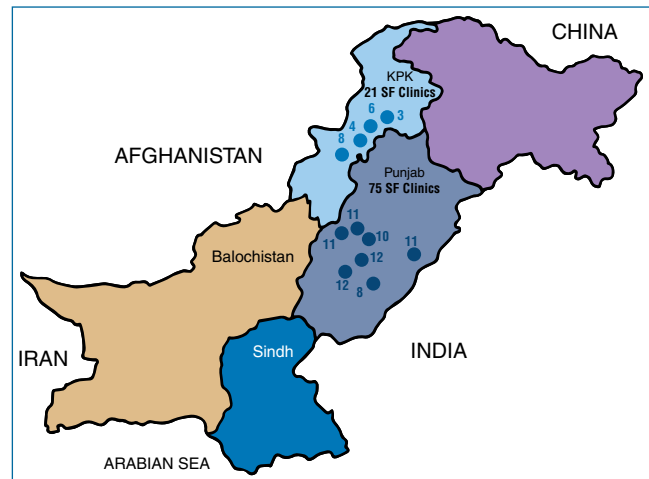 CHINA
KPK
21 SF Clinics
6
3
4
8
AFGHANISTAN
Punjab
75 SF Clinics
11
11
10
11
Balochistan
12
12
8
IRAN
Sindh
INDIA
ARABIAN SEA